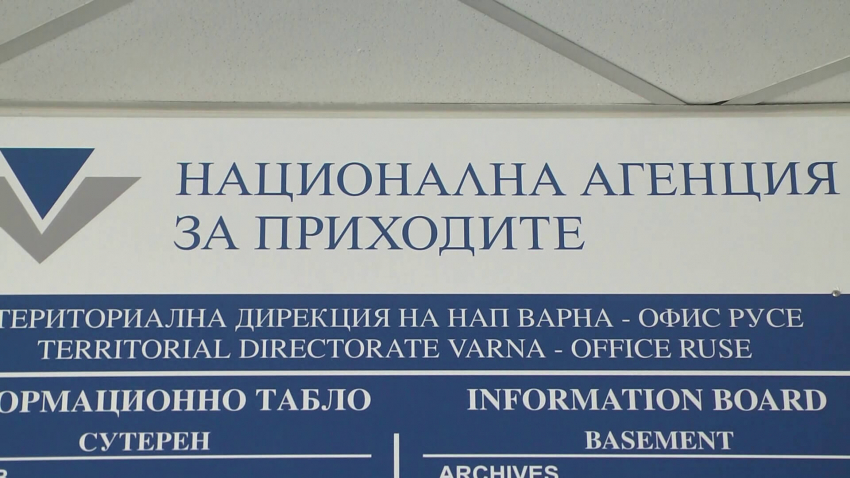 НАЦИОНАЛНА АГЕНЦИЯ
ЗА ПРИХОДИТЕ
ТЕРИТОРИАЛНА ДИРЕКЦИЯ НА НАП ВАРНА - ОФИС РУСЕ
TERRITORIAL DIRECTORATE VARNA - OFFICE RUSE
ОРМАЦИОННО ТАБЛО
INFORMATION BOARD
СУТЕРЕН
BASEMENT
ARCHIVES